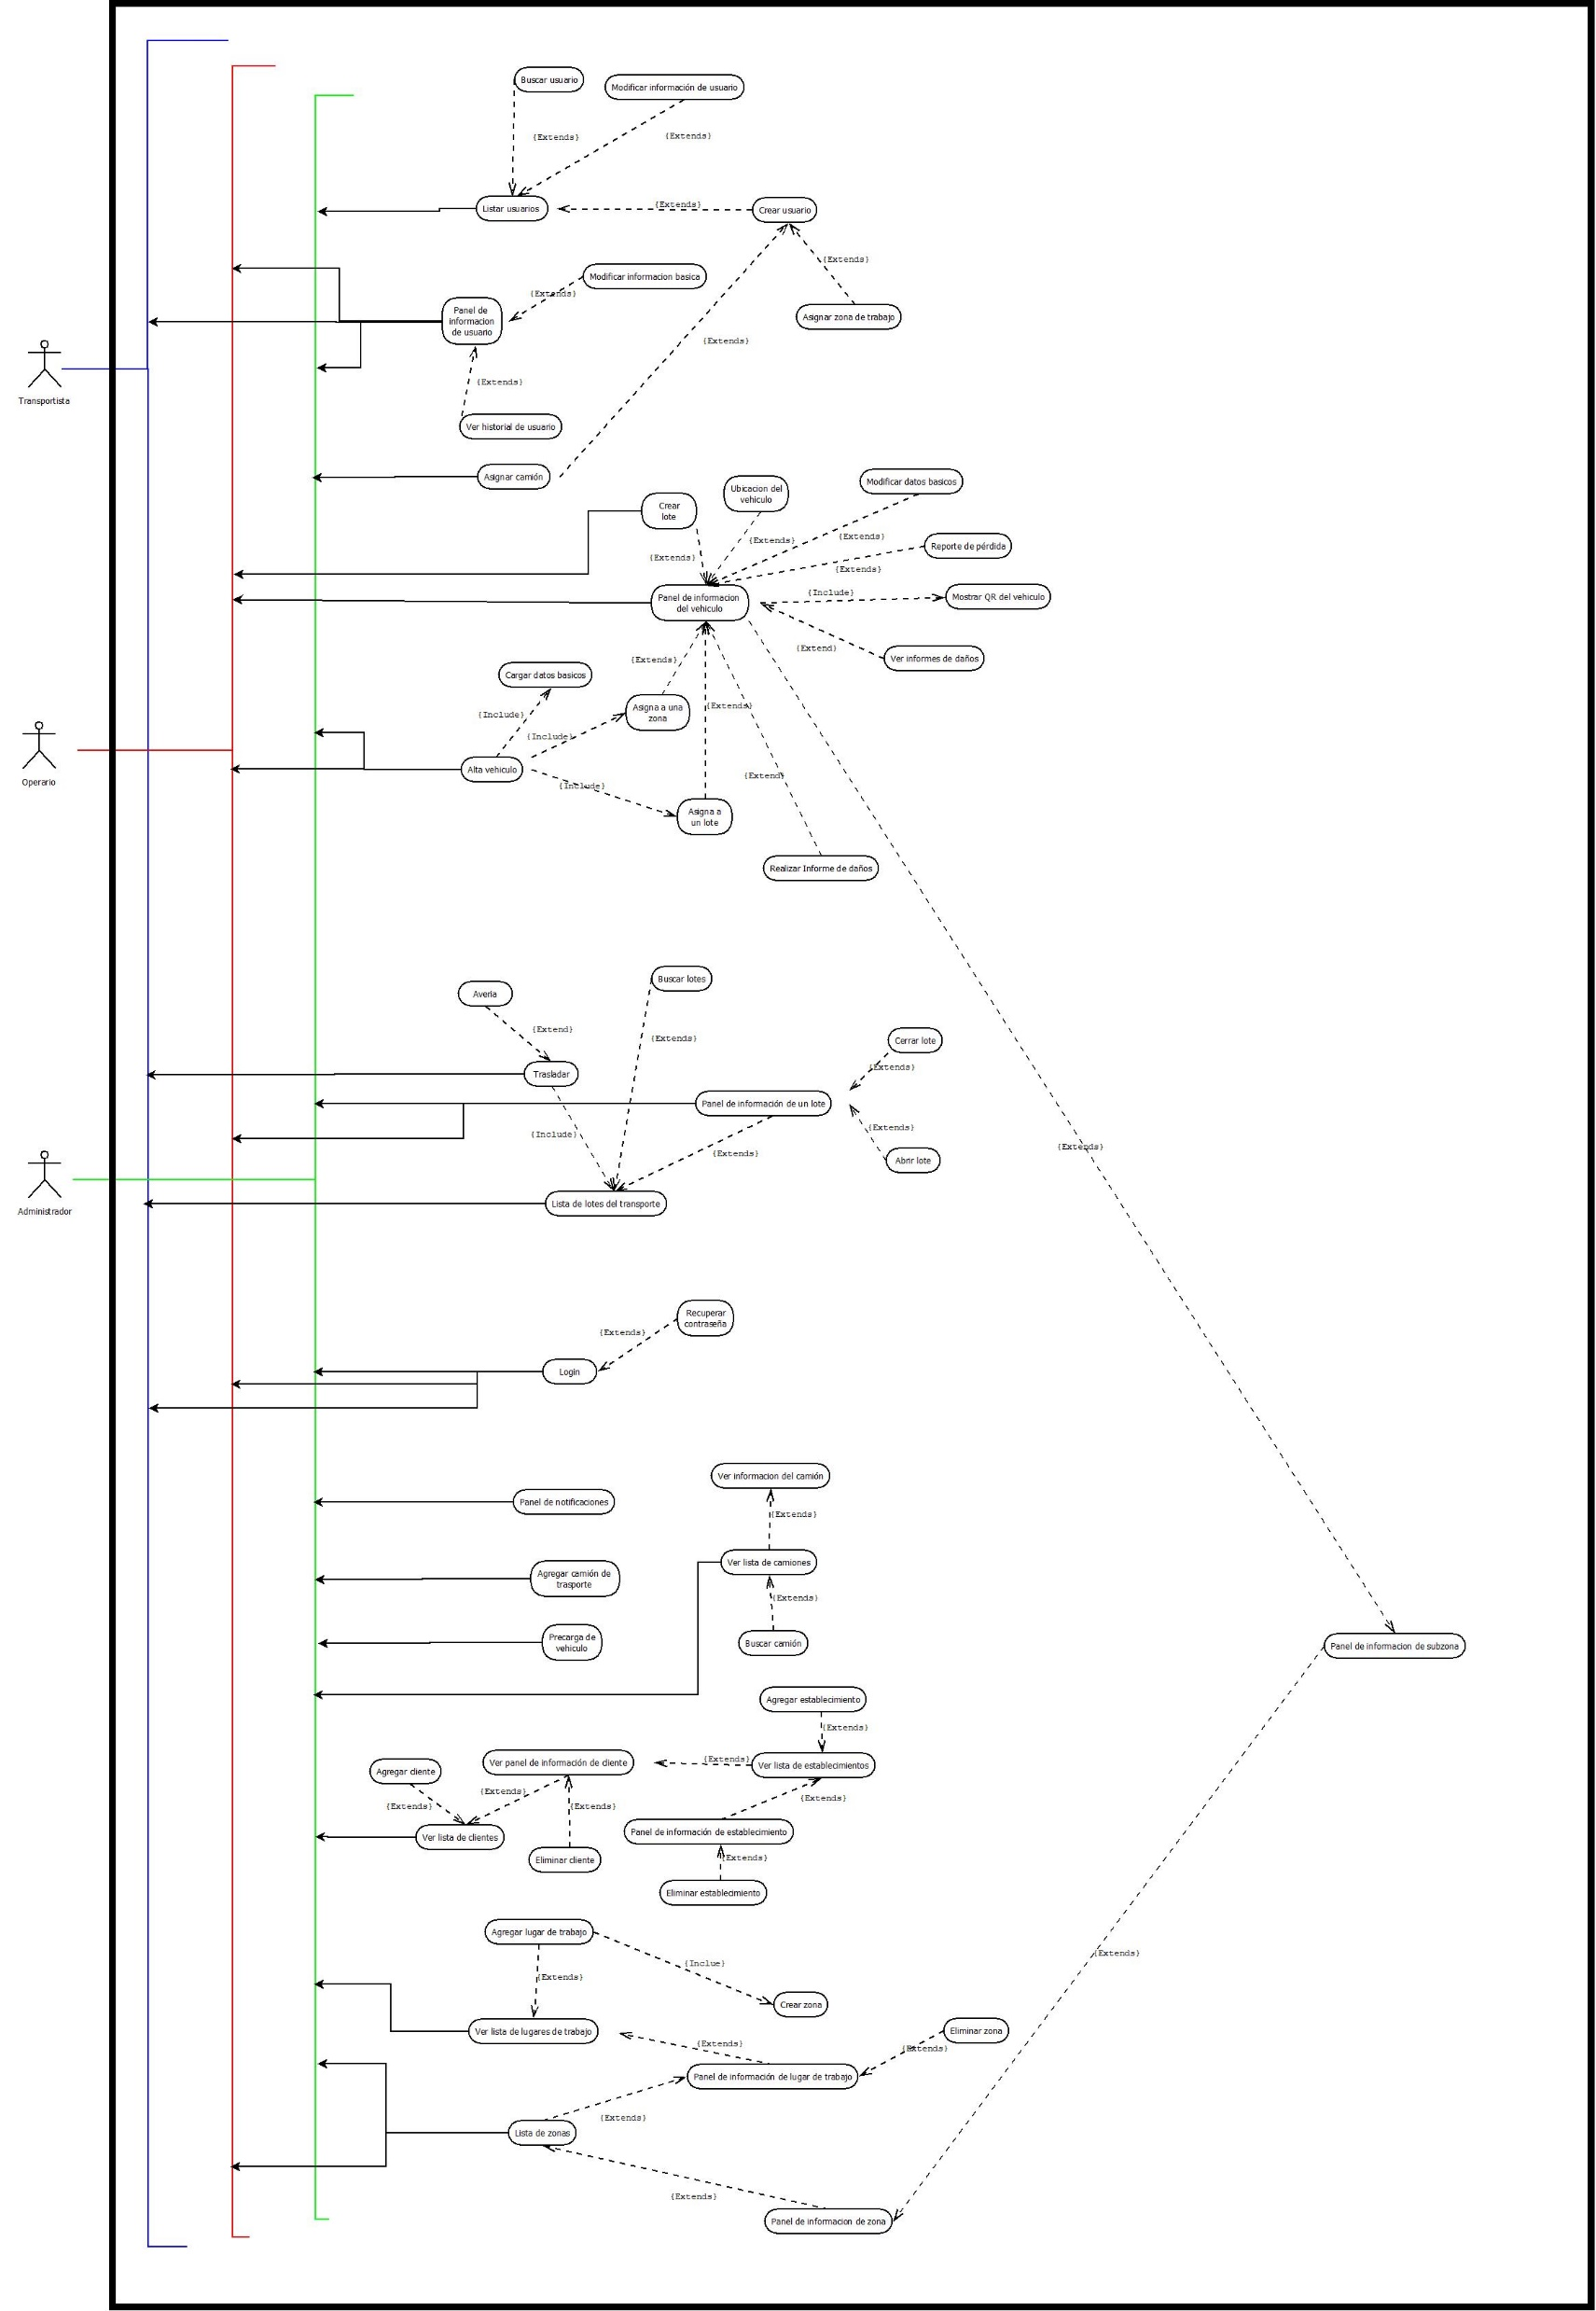 Buscar usuario
Modificar información de usuario
{Extends}
{Extends}
Listar usuarios
{Extends}
Crear usuario
{Extends}
Modificar informacion basica
{Extends}
Panel de
informacion
de usuario
Asignar zona de trabajo
{Extends}
Transportista
{Extends}
Ver historial de usuario
Asignar camión
Ubicacion del
vehiculo
Modificar datos basicos
Crear
lote
{Extends}
{Extends}
Reporte de pérdida
{Extends}
{Extends}
Panel de informacion
del vehiculo
{Include}
Mostrar QR del vehiculo
{Extend}
Ver informes de daños
{Extends}
Cargar datos basicos
Asigna a una
zona
{Extends}
{Include}
{Include}
Operario
Alta vehiculo
{Extend}
{Include}
Asigna a
un lote
Realizar Informe de daños
Buscar lotes
Averia
{Extend}
{Extends}
Cerrar lote
{Extends}
Trasladar
Panel de información de un lote
{Extends}
{Include}
{Extends}
{Extends}
Abrir lote
Administrador
Lista de lotes del transporte
Recuperar
contraseña
{Extends}
Login
Ver informacion del camión
Panel de notificaciones
{Extends}
Ver lista de camiones
Agregar camión de
trasporte
{Extends}
Precarga de
vehiculo
Buscar camión
Panel de informacion de subzona
Agregar establecimiento
{Extends}
Ver panel de información de cliente
{Extends}
Ver lista de establecimientos
Agregar cliente
{Extends}
{Extends}
{Extends}
{Extends}
Ver lista de clientes
Panel de información de establecimiento
Eliminar cliente
{Extends}
Eliminar establecimiento
Agregar lugar de trabajo
{Extends}
{Inclue}
{Extends}
Crear zona
Ver lista de lugares de trabajo
Eliminar zona
{Extends}
{Extends}
Panel de información de lugar de trabajo
{Extends}
Lista de zonas
{Extends}
Panel de informacion de zona